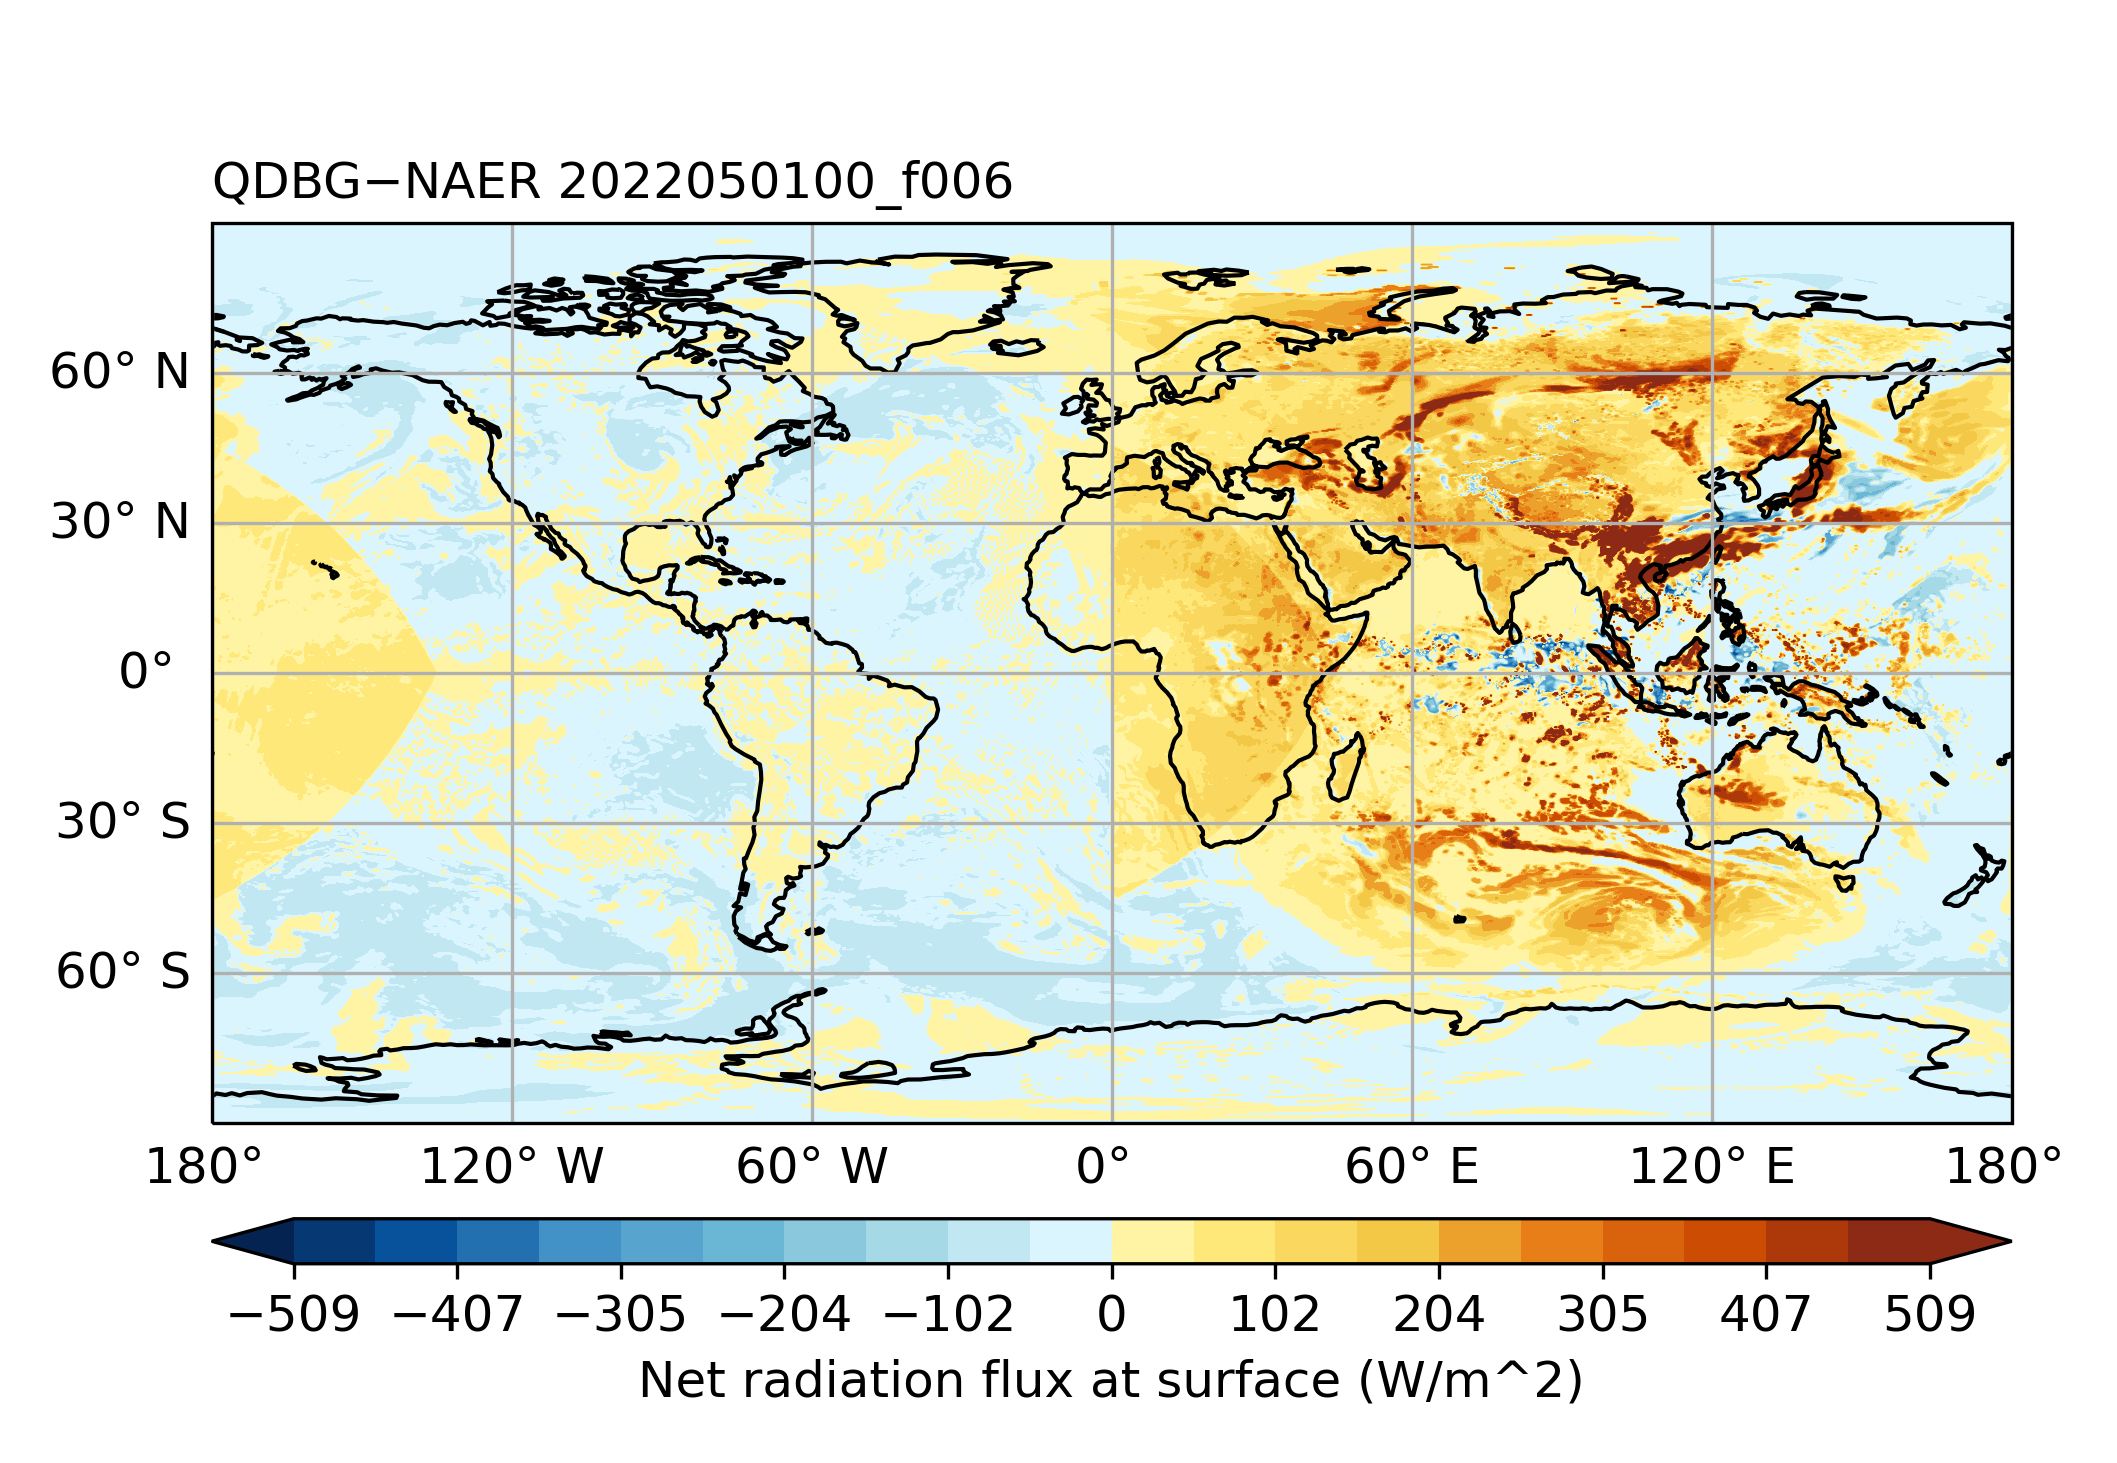 QDBG−NAER 2022050100_f006
60° N
30° N
0°
30° S
60° S
180° 120° W 60° W 0° 60° E 120° E 180°
−509 −407 −305 −204 −102 0 102 204 305 407 509
Net radiation flux at surface (W/m^2)